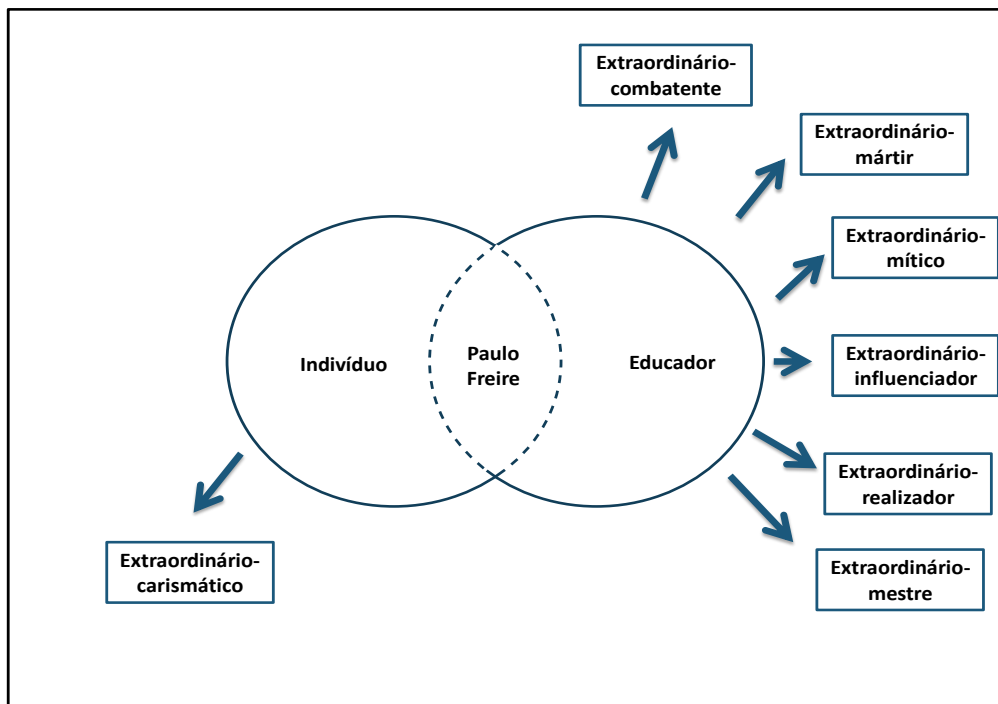 Extraordinário-
combatente
Extraordinário-
mártir
Extraordinário-
mítico
Indivíduo
Paulo
Freire
Educador
Extraordinário-
influenciador
Extraordinário-
realizador
Extraordinário-
carismático
Extraordinário-
mestre